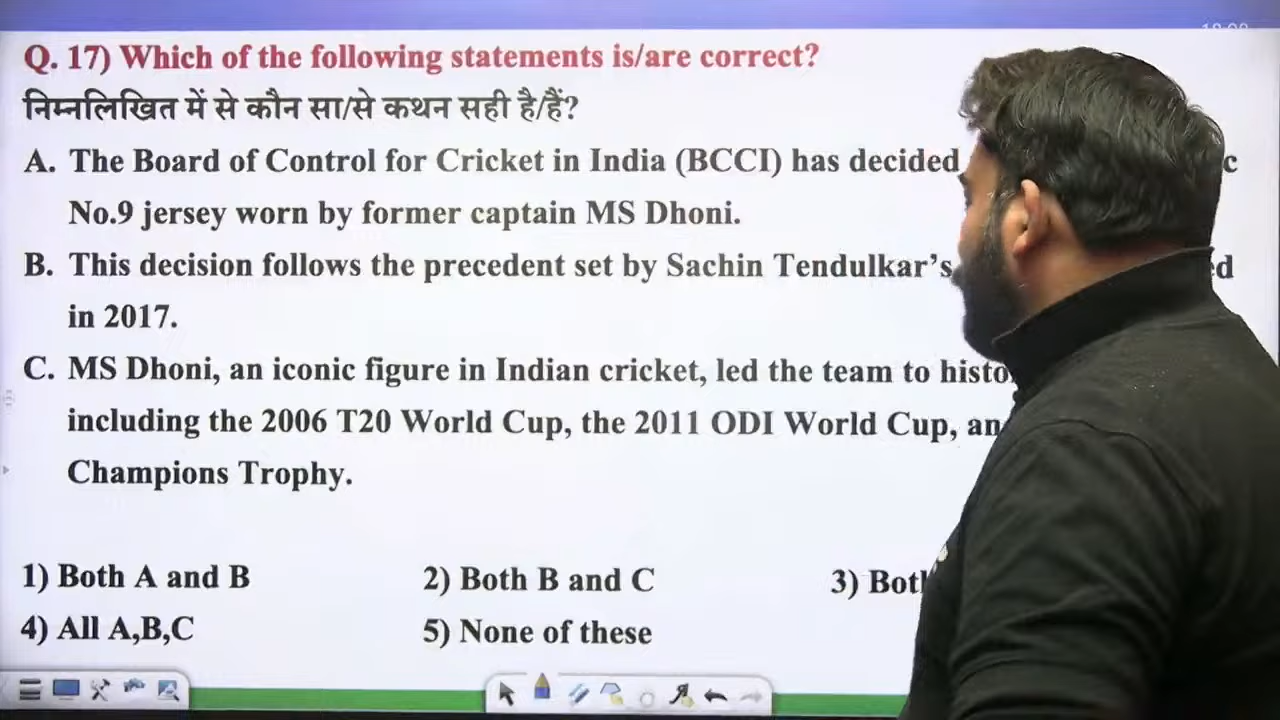 Q. 17) Which of the following statements is/are correct?
निम्नलिखित में से कौन सा/से कथन सही है/हैं?
A. The Board of Control for Cricket in India (BCCI) has decided
No.9 jersey worn by former captain MS Dhoni.
B. This decision follows the precedent set by Sachin Tendulkar's
in 2017.
C. MS Dhoni, an iconic figure in Indian cricket, led the team to
including the 2006 T20 World Cup, the 2011 ODI World Cup,
Champions Trophy.
1) Both A and B 2) Both B and C 3)
4) All A,B,C 5) None of these